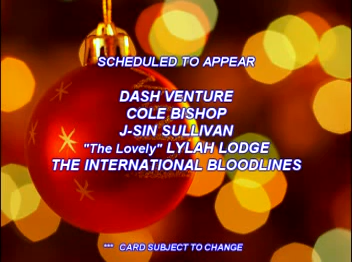 SCHEDULED TO APPEAR
DASH VENTURE
COLE BISHOP
J-SIN SULLIVAN
"The Lovely" LYLAH LODGE
THE INTERNATIONAL BLOODLINES
*** CARD SUBJECT TO CHANGE